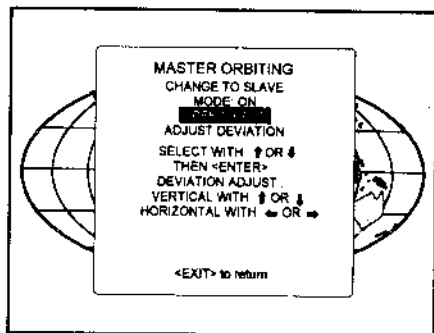 MASTER ORBITING
CHANGE TO SLAVE
MODE: ON
ADJUST DEVIATION
SELECT WITH ⬆ OR ⬇
THEN <ENTER>
DEVIATION ADJUST.
VERTICAL WITH ⬆ OR ⬇
HORIZONTAL WITH ⬅ OR ➡
<EXIT> to return